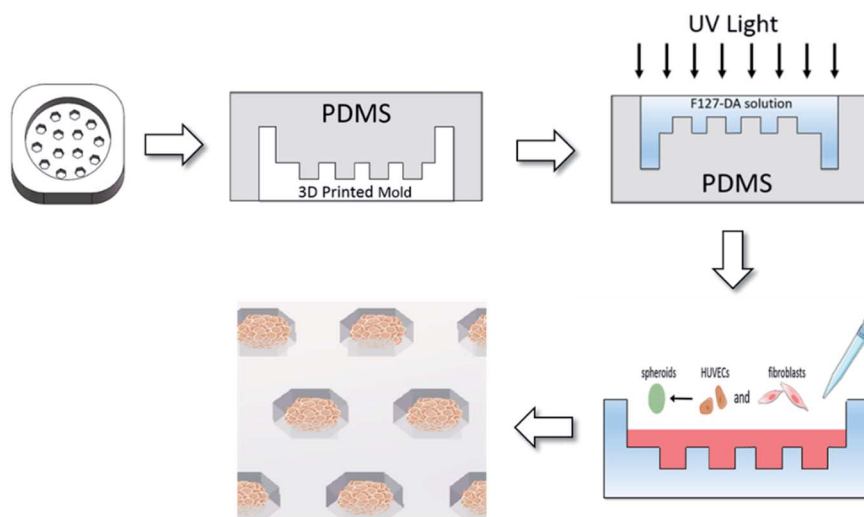 UV Light
PDMS
3D Printed Mold
F127-DA solution
PDMS
spheroids
HUVECs
and
fibroblasts